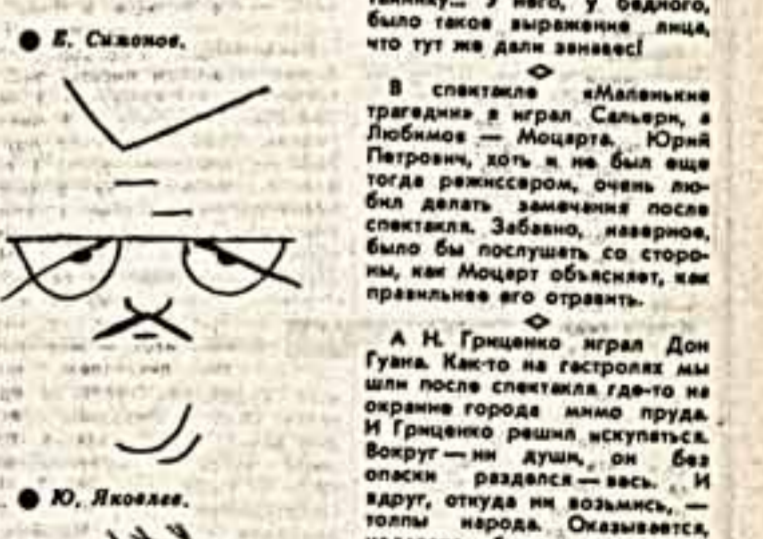 ● Е. Симонов.
● Ю. Яковлев.
у него, у бедного,
было такое выражение лица,
что тут же дали занавес!
В спектакле «Маленькие
трагедии» я играл Сальери, а
Любимов — Моцарта. Юрий
Петрович, хоть и не был еще
тогда режиссером, очень лю-
бил делать замечания после
спектакля. Забавно, наверное,
было бы послушать со сторо-
ны, как Моцарт объясняет, как
правильнее его отравить.
А Н. Гриценко играл Дон
Гуана. Как-то на гастролях мы
шли после спектакля где-то на
окраине города мимо пруда.
И Гриценко решил искупаться.
Вокруг — ни души, он без
опаски разделся — весь. И
вдруг, откуда ни возьмись, —
толпы народа. Оказывается,